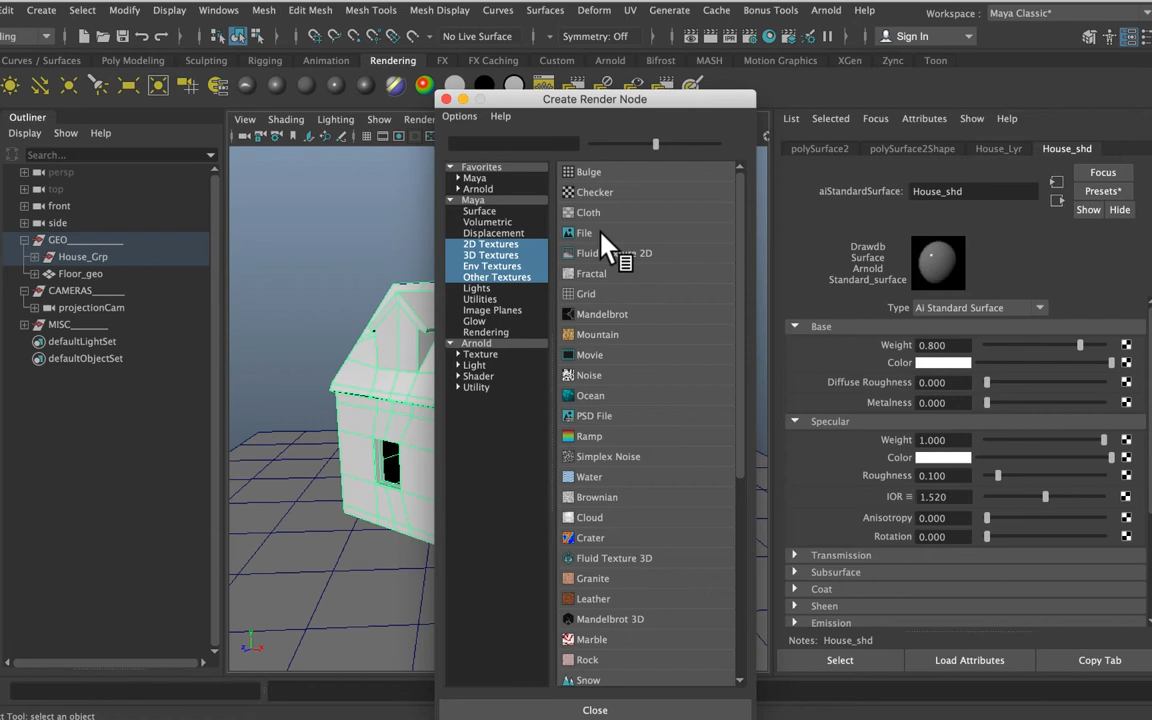 Edit Create Select Modify Display Windows Mesh Edit Mesh Mesh Tools Mesh Display Curves Surfaces Deform UV Generate Cache Bonus Tools Arnold Help
Workspace : Maya Classic*
No Live Surface Symmetry: Off Sign In
Curves / Surfaces Poly Modeling Sculpting Rigging Animation Rendering FX FX Caching Custom Arnold Bifrost MASH Motion Graphics XGen Zync Toon
Outliner
Display Show Help
Search...
persp
top
front
side
GEO__________
House_Grp
Floor_geo
CAMERAS______
projectionCam
MISC_______
defaultLightSet
defaultObjectSet
View Shading Lighting Show
Create Render Node
Options Help
Favorites
Maya
Arnold
Maya
Surface
Volumetric
Displacement
2D Textures
3D Textures
Env Textures
Other Textures
Lights
Utilities
Image Planes
Glow
Rendering
Arnold
Texture
Light
Shader
Utility
Bulge
Checker
Cloth
File
2D
Fractal
Grid
Mandelbrot
Mountain
Movie
Noise
Ocean
PSD File
Ramp
Simplex Noise
Water
Brownian
Cloud
Crater
Fluid Texture 3D
Granite
Leather
Mandelbrot 3D
Marble
Rock
Snow
Close
List Selected Focus Attributes Show Help
polySurface2 polySurface2Shape House_Lyr House_shd
Focus
aiStandardSurface: House_shd Presets*
Show Hide
Drawdb
Surface
Arnold
Standard_surface
Type Ai Standard Surface
Base
Weight 0.800
Color
Diffuse Roughness 0.000
Metalness 0.000
Specular
Weight 1.000
Color
Roughness 0.100
IOR 1.520
Anisotropy 0.000
Rotation 0.000
Transmission
Subsurface
Coat
Sheen
Emission
Notes: House_shd
Select Load Attributes Copy Tab
Tool: select an object